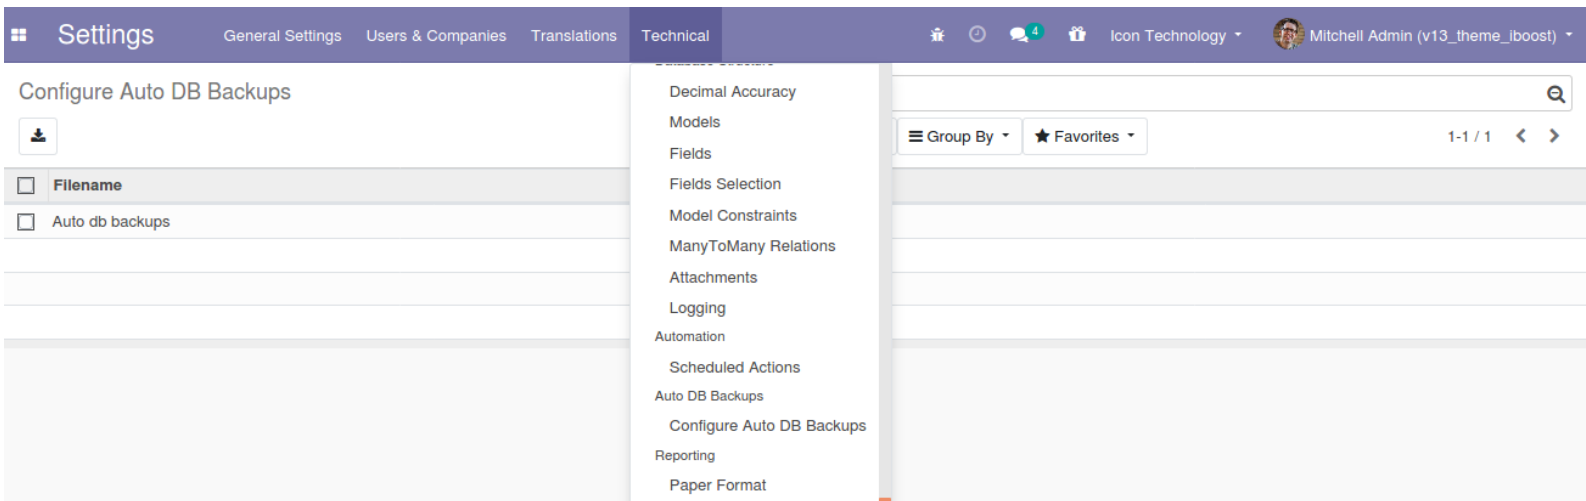 Settings General Settings Users & Companies Translations Technical 4 Icon Technology Mitchell Admin (v13_theme_iboost)
Configure Auto DB Backups
Group By Favorites 1-1 / 1
Filename
Auto db backups
Database Structure
Decimal Accuracy
Models
Fields
Fields Selection
Model Constraints
ManyToMany Relations
Attachments
Logging
Automation
Scheduled Actions
Auto DB Backups
Configure Auto DB Backups
Reporting
Paper Format